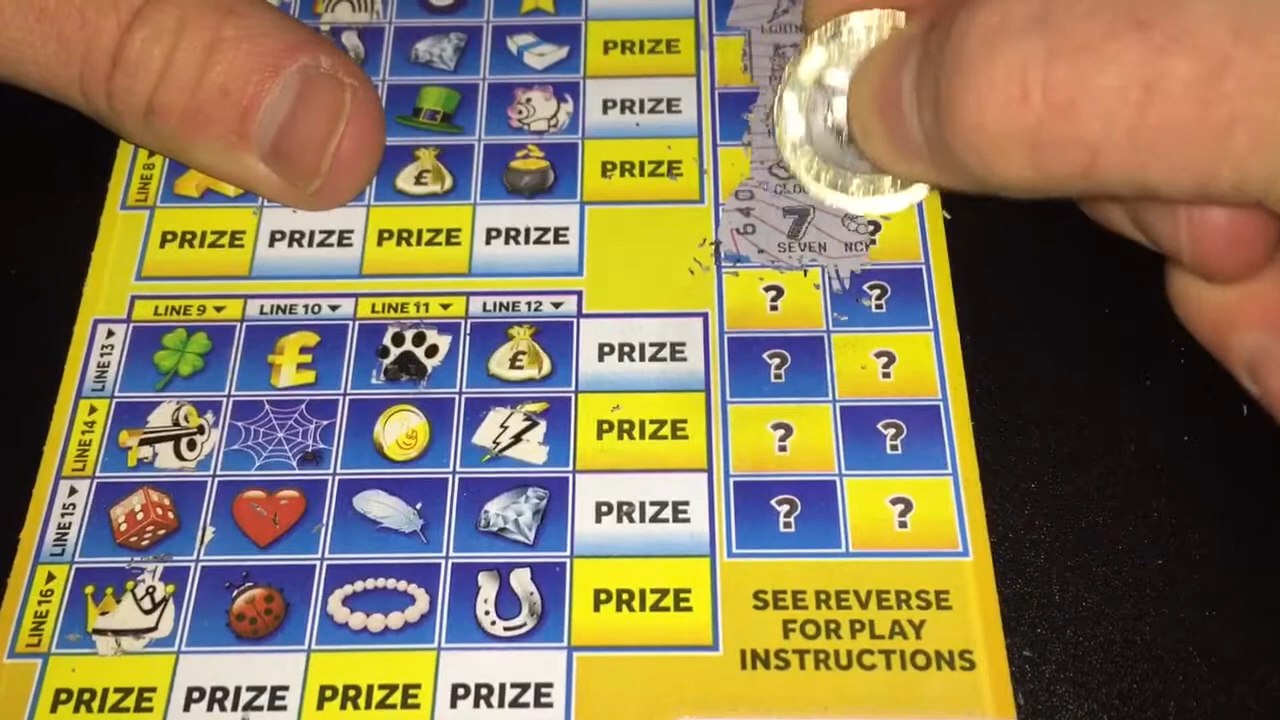 PRIZE
PRIZE
LINE 8 PRIZE
PRIZE PRIZE PRIZE PRIZE
640
7
SEVEN
?
LINE 9 LINE 10 LINE 11 LINE 12
? ?
LINE 13 £ £ PRIZE
? ?
LINE 14 PRIZE
? ?
LINE 15 PRIZE
? ?
LINE 16 PRIZE
PRIZE PRIZE PRIZE PRIZE
SEE REVERSE
FOR PLAY
INSTRUCTIONS